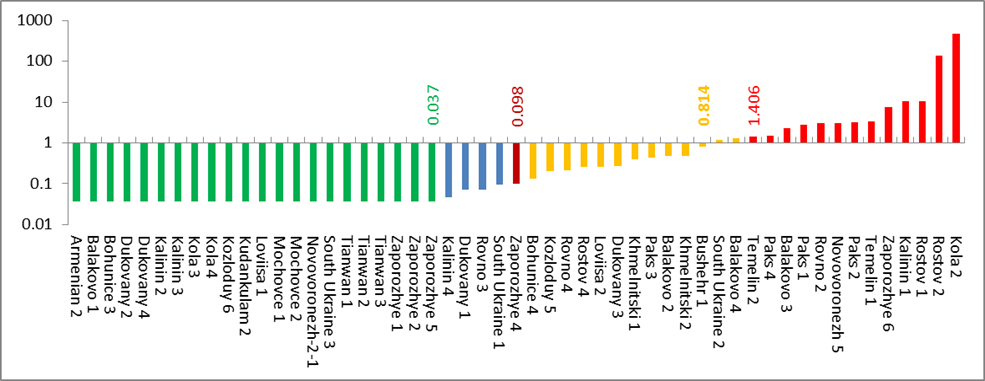 1000
100
10
1
0.1
0.01
0.037
0.098
0.814
1.406
Armenian 2
Balakovo 1
Bohunice 3
Dukovany 2
Dukovany 4
Kalinin 2
Kalinin 3
Kola 3
Kola 4
Kozloduy 6
Kudankulam 2
Loviisa 1
Mochovce 1
Mochovce 2
Novovoronezh-2-1
South Ukraine 3
Tianwan 1
Tianwan 2
Tianwan 3
Zaporozhye 1
Zaporozhye 2
Zaporozhye 5
Kalinin 4
Dukovany 1
Rovno 3
South Ukraine 1
Zaporozhye 4
Bohunice 4
Kozloduy 5
Rovno 4
Rostov 4
Loviisa 2
Dukovany 3
Khmelnitski 1
Paks 3
Balakovo 2
Khmelnitski 2
Bushehr 1
South Ukraine 2
Balakovo 4
Temelin 2
Paks 4
Balakovo 3
Paks 1
Rovno 2
Novovoronezh 5
Paks 2
Temelin 1
Zaporozhye 6
Kalinin 1
Rostov 1
Rostov 2
Kola 2